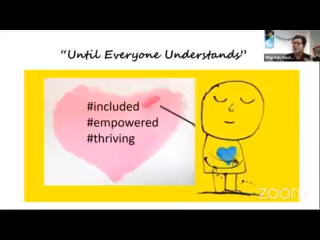 "Until Everyone Understands"
#included
#empowered
#thriving
zoom